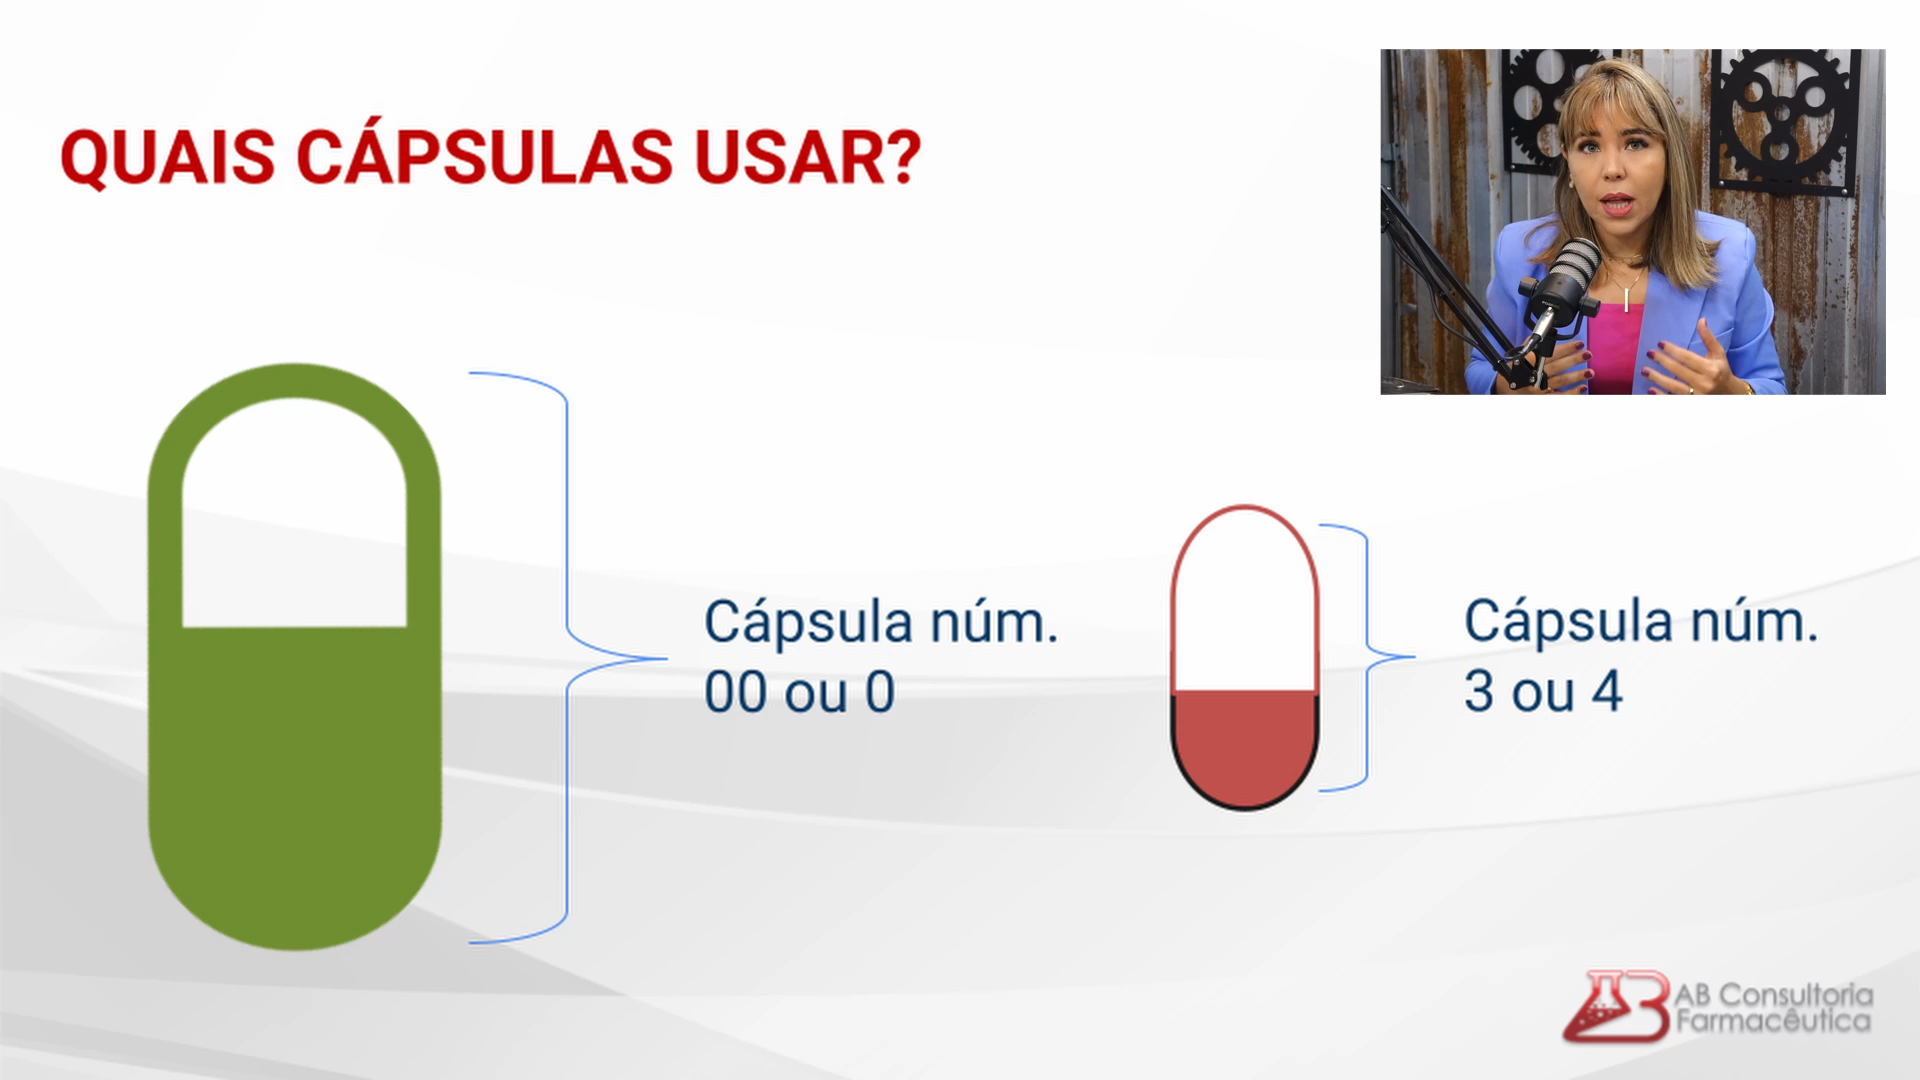 QUAIS CÁPSULAS USAR?
Cápsula núm.
00 ou 0
Cápsula núm.
3 ou 4
AB Consultoria
Farmacêutica